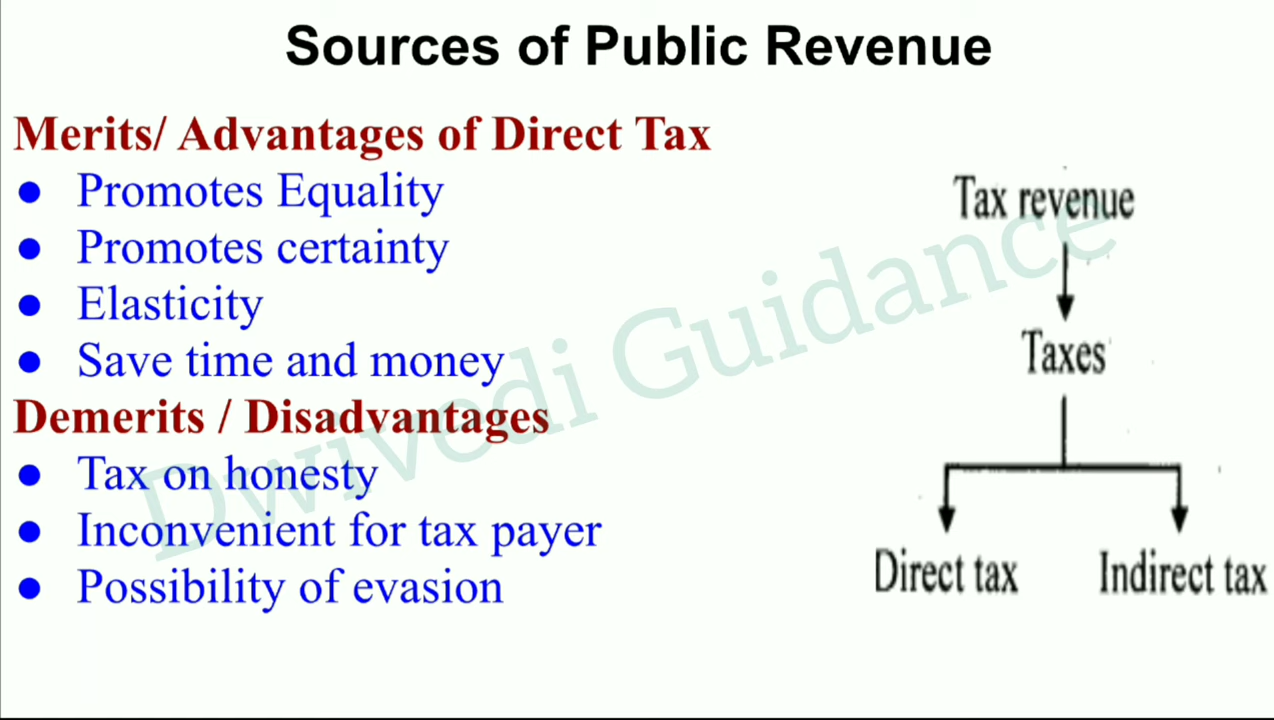 Sources of Public Revenue
Merits/ Advantages of Direct Tax
● Promotes Equality
● Promotes certainty
● Elasticity
● Save time and money
Demerits / Disadvantages
● Tax on honesty
● Inconvenient for tax payer
● Possibility of evasion
Tax revenue
Taxes
Direct tax
Indirect tax
Dwivedi Guidance